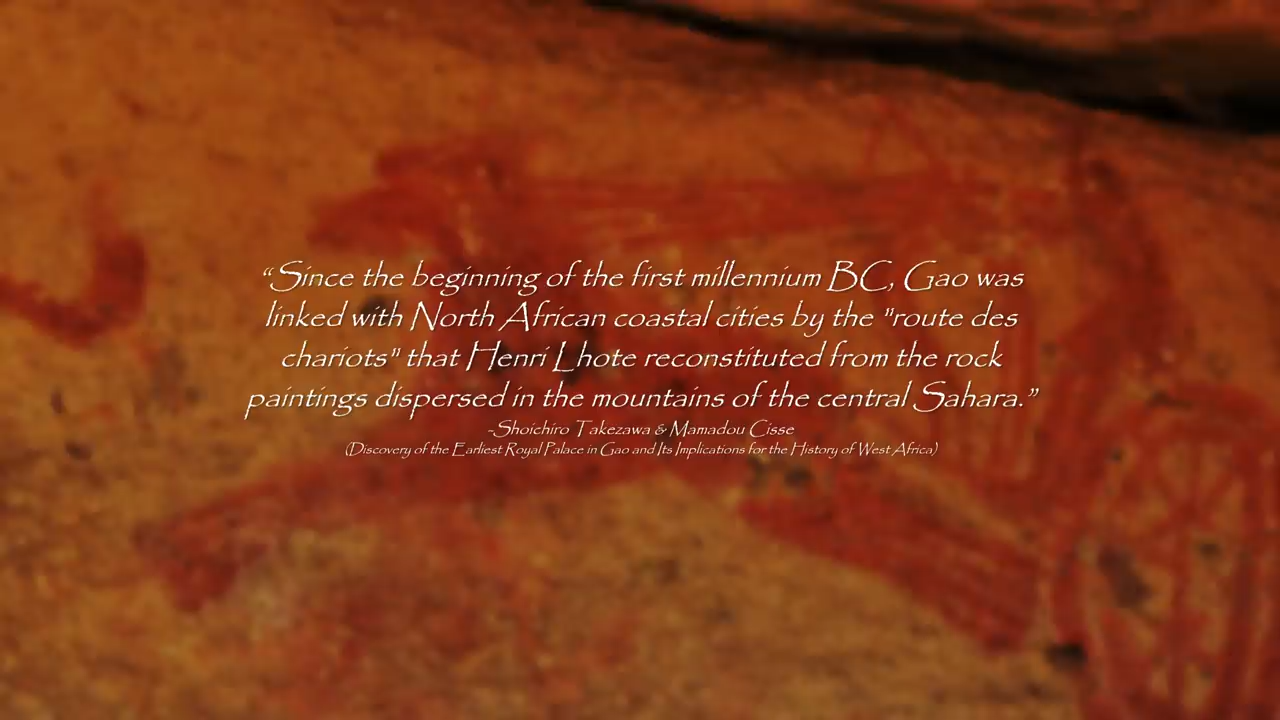 “Since the beginning of the first millennium BC, Gao was
linked with North African coastal cities by the "route des
chariots" that Henri Lhote reconstituted from the rock
paintings dispersed in the mountains of the central Sahara.”
-Shoichiro Takezawa & Mamadou Cisse
(Discovery of the Earliest Royal Palace in Gao and Its Implications for the History of West Africa)